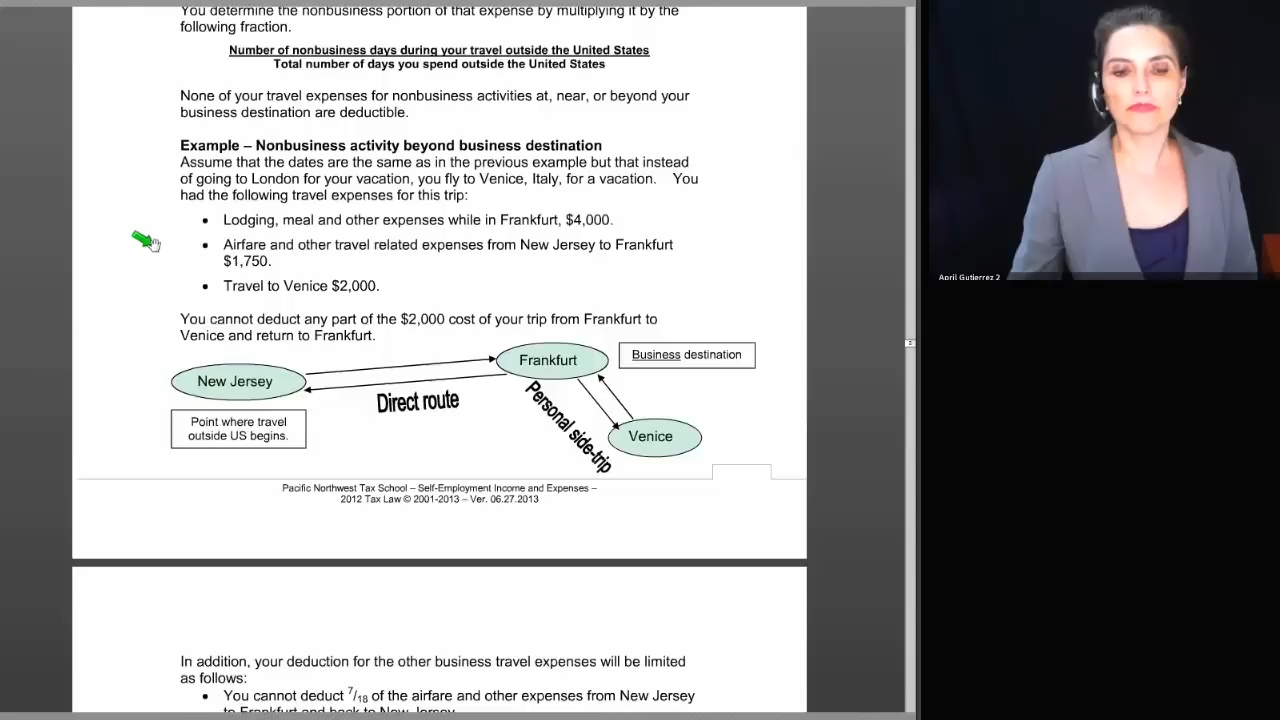 You determine the nonbusiness portion of that expense by multiplying it by the
following fraction.
Number of nonbusiness days during your travel outside the United States
Total number of days you spend outside the United States
None of your travel expenses for nonbusiness activities at, near, or beyond your
business destination are deductible.
Example – Nonbusiness activity beyond business destination
Assume that the dates are the same as in the previous example but that instead
of going to London for your vacation, you fly to Venice, Italy, for a vacation. You
had the following travel expenses for this trip:
• Lodging, meal and other expenses while in Frankfurt, $4,000.
• Airfare and other travel related expenses from New Jersey to Frankfurt
$1,750.
• Travel to Venice $2,000.
You cannot deduct any part of the $2,000 cost of your trip from Frankfurt to
Venice and return to Frankfurt.
Frankfurt
Business destination
New Jersey
Direct route
Personal side-trip
Point where travel
outside US begins.
Venice
Pacific Northwest Tax School – Self-Employment Income and Expenses –
2012 Tax Law © 2001-2013 – Ver. 06.27.2013
In addition, your deduction for the other business travel expenses will be limited
as follows:
• You cannot deduct 7/18 of the airfare and other expenses from New Jersey
to Frankfurt and back to New Jersey.
April Gutierrez 2